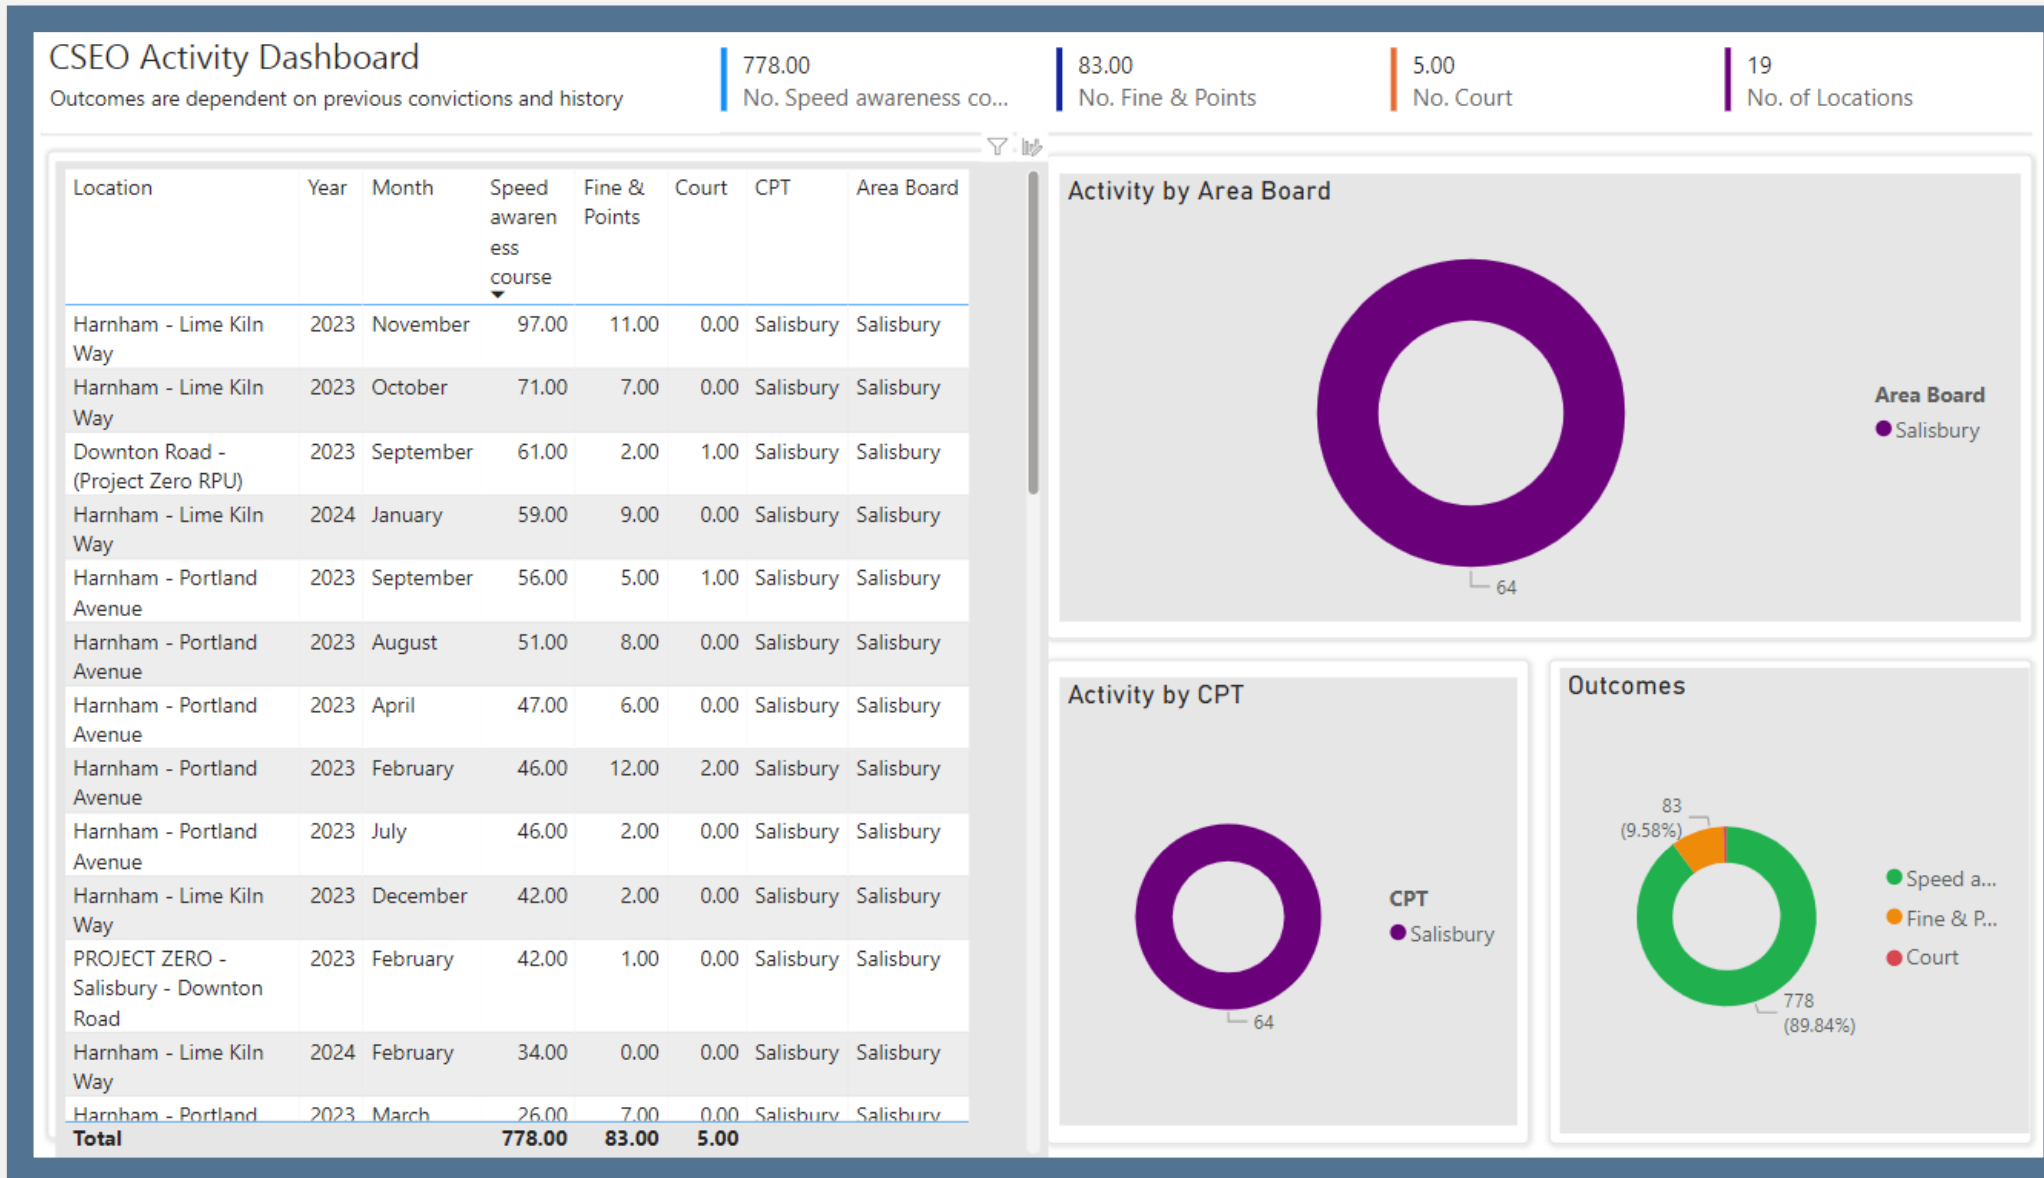 CSEO Activity Dashboard
Outcomes are dependent on previous convictions and history
778.00
No. Speed awareness co...
83.00
No. Fine & Points
5.00
No. Court
19
No. of Locations
Location Year Month Speed awaren ess course Fine & Points Court CPT Area Board
Harnham - Lime Kiln Way 2023 November 97.00 11.00 0.00 Salisbury Salisbury
Harnham - Lime Kiln Way 2023 October 71.00 7.00 0.00 Salisbury Salisbury
Downton Road - (Project Zero RPU) 2023 September 61.00 2.00 1.00 Salisbury Salisbury
Harnham - Lime Kiln Way 2024 January 59.00 9.00 0.00 Salisbury Salisbury
Harnham - Portland Avenue 2023 September 56.00 5.00 1.00 Salisbury Salisbury
Harnham - Portland Avenue 2023 August 51.00 8.00 0.00 Salisbury Salisbury
Harnham - Portland Avenue 2023 April 47.00 6.00 0.00 Salisbury Salisbury
Harnham - Portland Avenue 2023 February 46.00 12.00 2.00 Salisbury Salisbury
Harnham - Portland Avenue 2023 July 46.00 2.00 0.00 Salisbury Salisbury
Harnham - Lime Kiln Way 2023 December 42.00 2.00 0.00 Salisbury Salisbury
PROJECT ZERO - Salisbury - Downton Road 2023 February 42.00 1.00 0.00 Salisbury Salisbury
Harnham - Lime Kiln Way 2024 February 34.00 0.00 0.00 Salisbury Salisbury
Harnham - Portland 2023 March 26.00 7.00 0.00 Salisbury Salisbury
Total 778.00 83.00 5.00
Activity by Area Board
64
Area Board
Salisbury
Activity by CPT
64
CPT
Salisbury
Outcomes
83
(9.58%)
778
(89.84%)
Speed a...
Fine & P...
Court